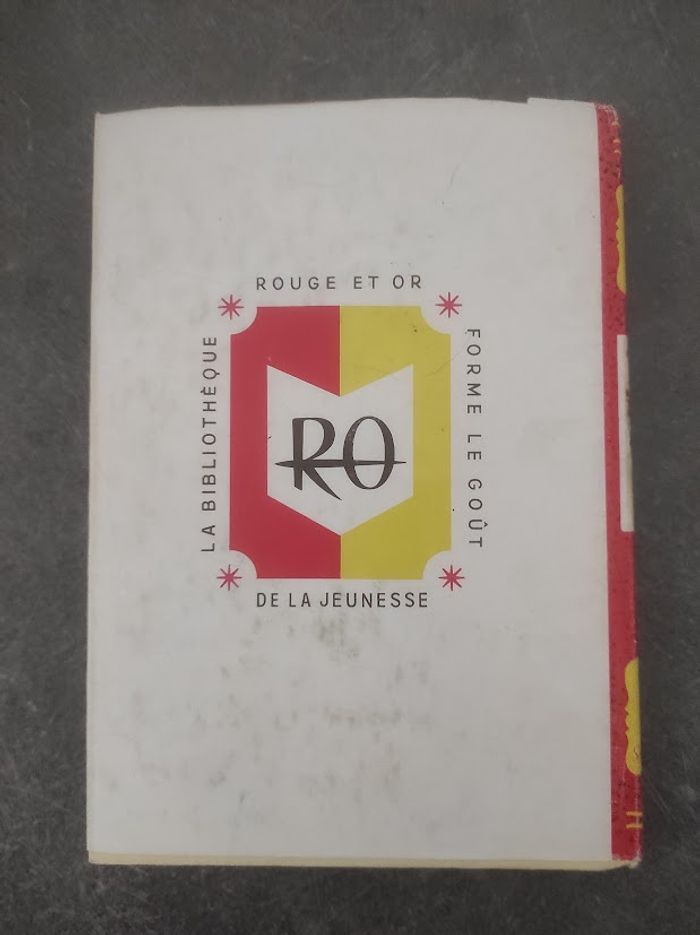 LA BIBLIOTHÈQUE
ROUGE ET OR
FORME LE GOÛT
DE LA JEUNESSE
RO